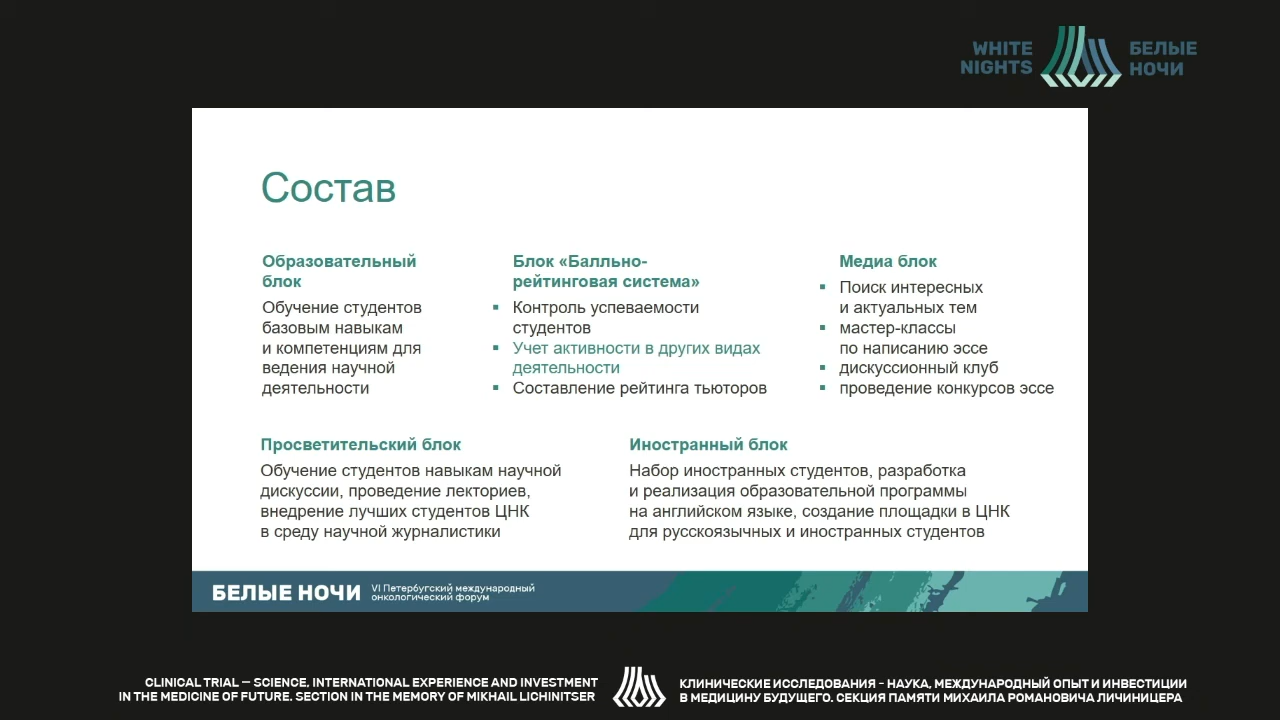 WHITE
NIGHTS
БЕЛЫЕ
НОЧИ
Состав
Образовательный
блок
Обучение студентов
базовым навыкам
и компетенциям для
ведения научной
деятельности
Блок «Балльно-
рейтинговая система»
Контроль успеваемости
студентов
Учет активности в других видах
деятельности
Составление рейтинга тьюторов
Медиа блок
Поиск интересных
и актуальных тем
мастер-классы
по написанию эссе
дискуссионный клуб
проведение конкурсов эссе
Просветительский блок
Обучение студентов навыкам научной
дискуссии, проведение лекториев,
внедрение лучших студентов ЦНК
в среду научной журналистики
Иностранный блок
Набор иностранных студентов, разработка
и реализация образовательной программы
на английском языке, создание площадки в ЦНК
для русскоязычных и иностранных студентов
БЕЛЫЕ НОЧИ
VI Петербугский международный
онкологический форум
CLINICAL TRIAL – SCIENCE, INTERNATIONAL EXPERIENCE AND INVESTMENT
IN THE MEDICINE OF FUTURE. SECTION IN THE MEMORY OF MIKHAIL LICHINITSER
КЛИНИЧЕСКИЕ ИССЛЕДОВАНИЯ - НАУКА, МЕЖДУНАРОДНЫЙ ОПЫТ И ИНВЕСТИЦИИ
В МЕДИЦИНУ БУДУЩЕГО. СЕКЦИЯ ПАМЯТИ МИХАИЛА РОМАНОВИЧА ЛИЧИНИЦЕРА